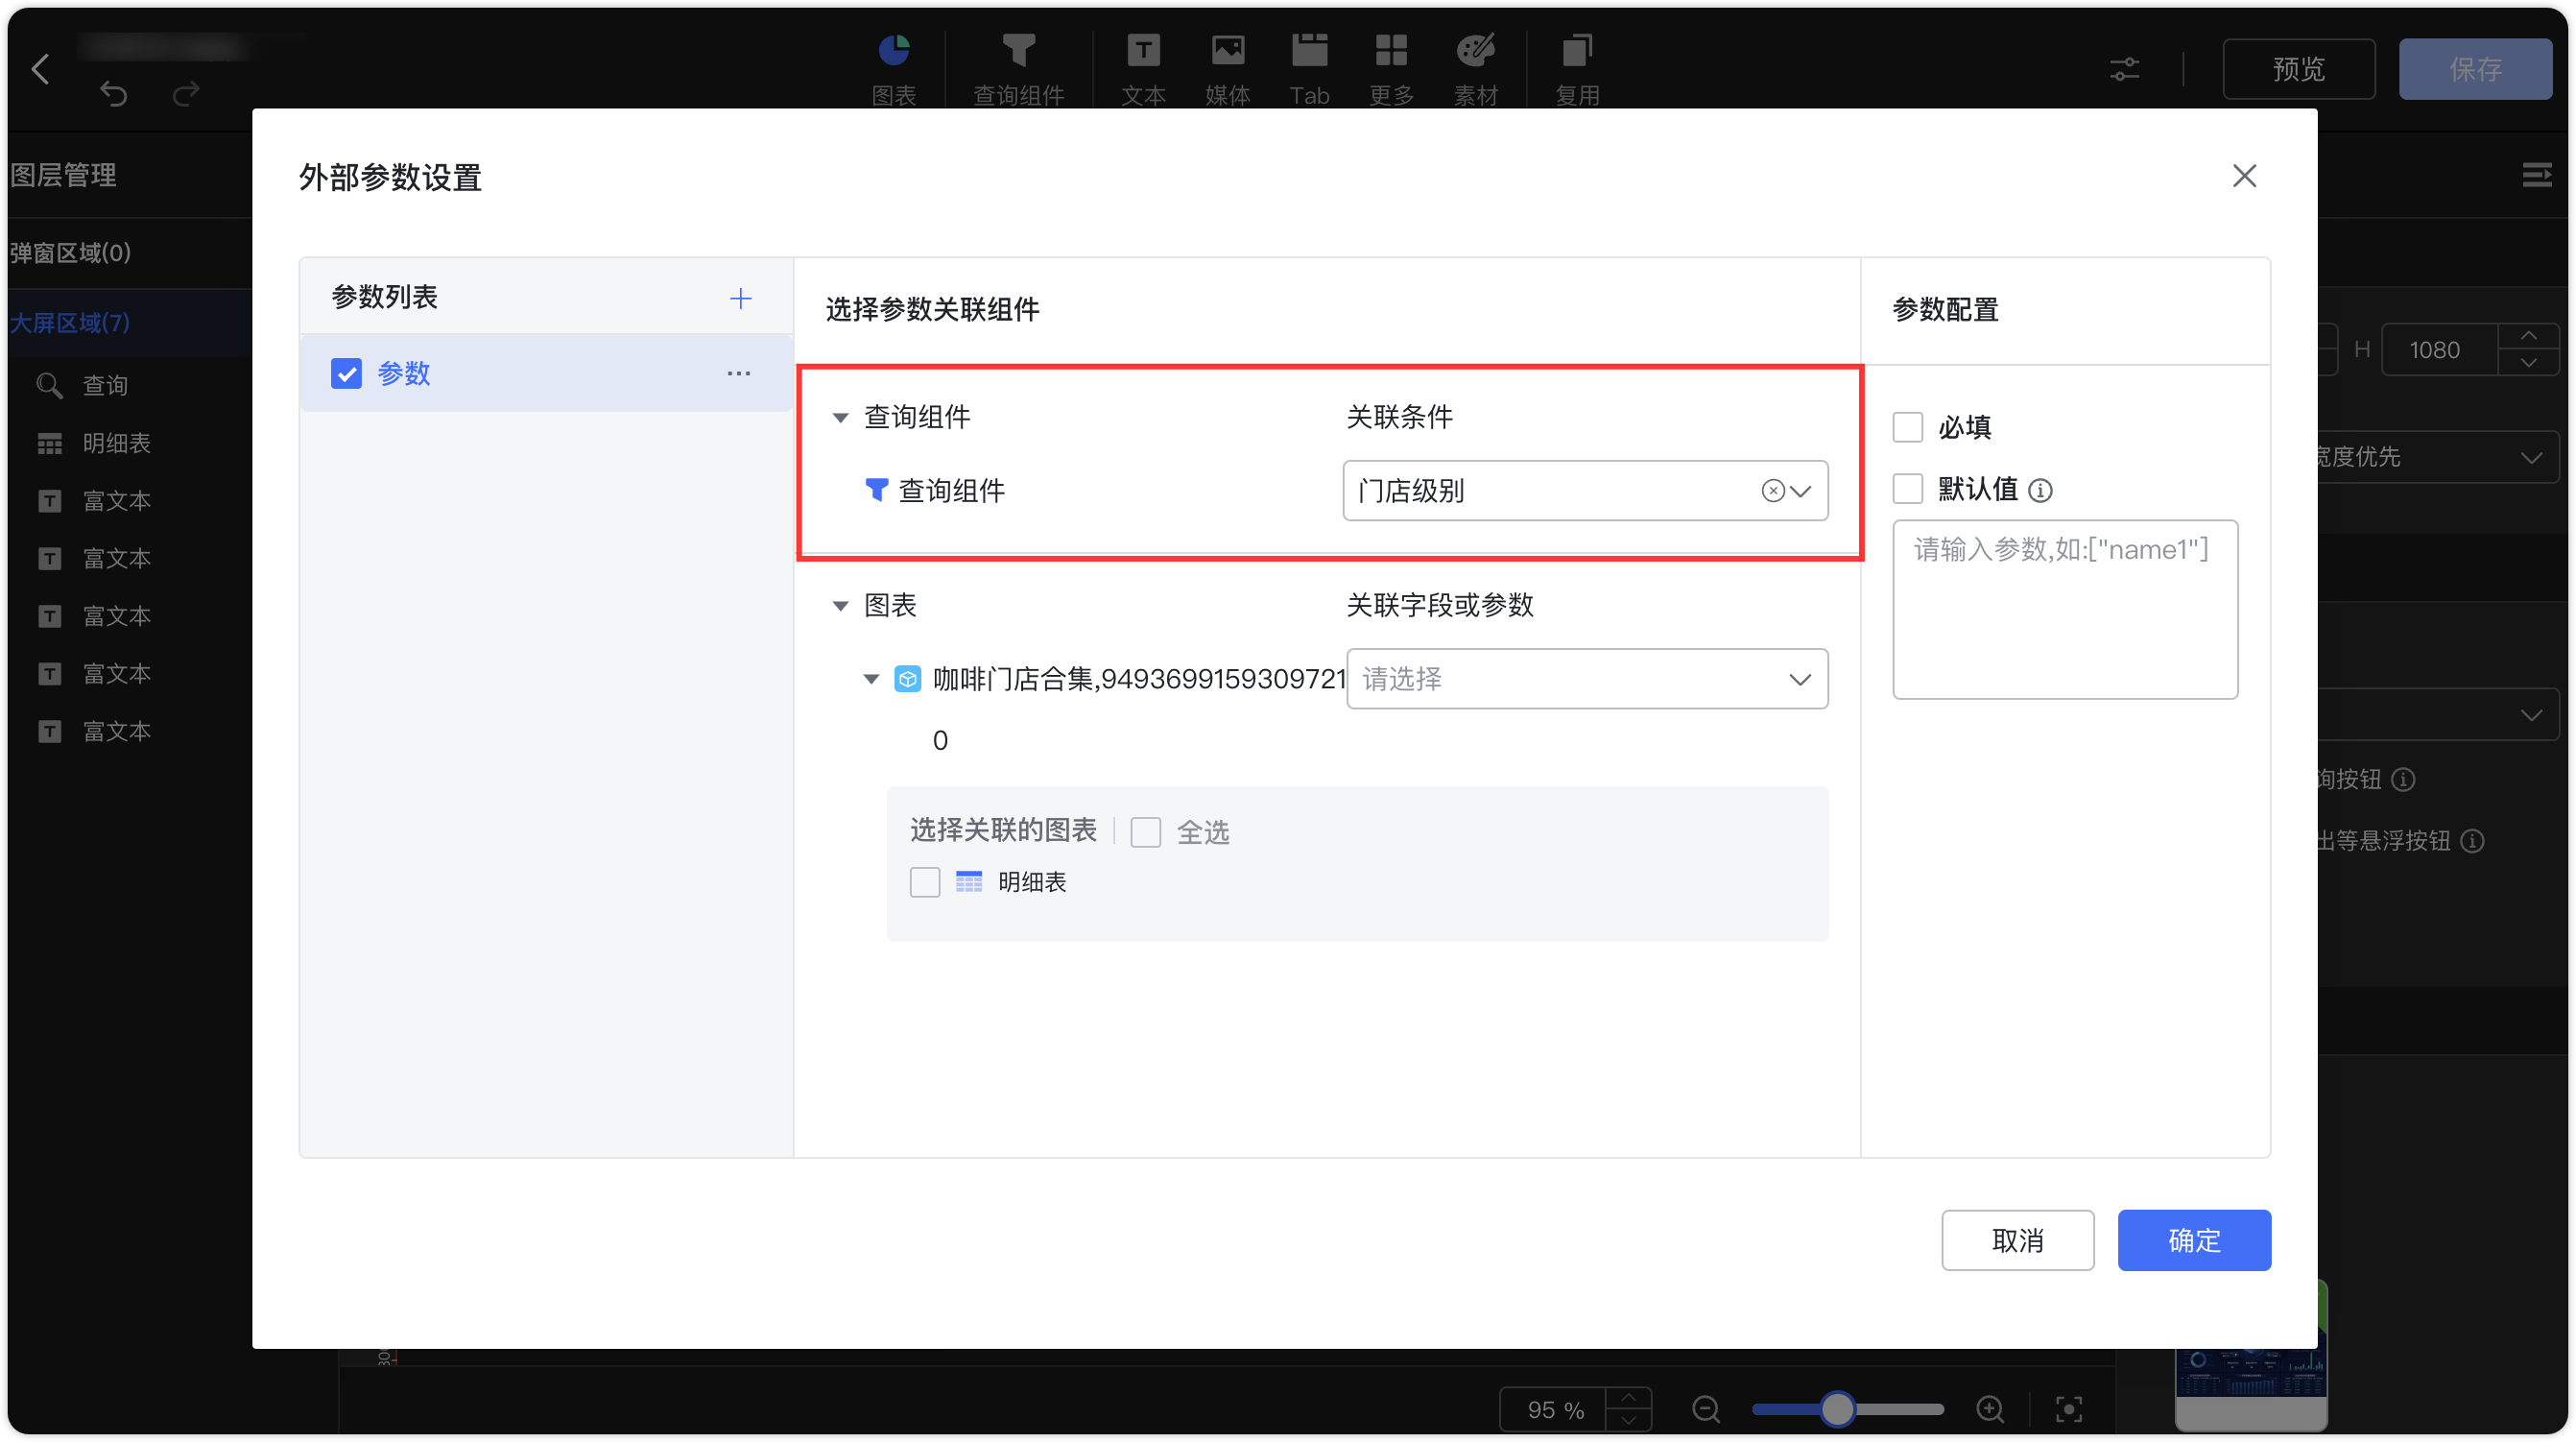 图表
查询组件
文本
媒体
Tab
更多
素材
复用
预览
保存
图层管理
弹窗区域(0)
大屏区域(7)
查询
明细表
富文本
富文本
富文本
富文本
富文本
外部参数设置
参数列表
参数
选择参数关联组件
查询组件
关联条件
查询组件
门店级别
图表
关联字段或参数
咖啡门店合集,9493699159309721
0
请选择
选择关联的图表
全选
明细表
参数配置
必填
默认值
请输入参数,如:["name1"]
取消
确定
H
1080
宽度优先
询按钮
出等悬浮按钮
95 %